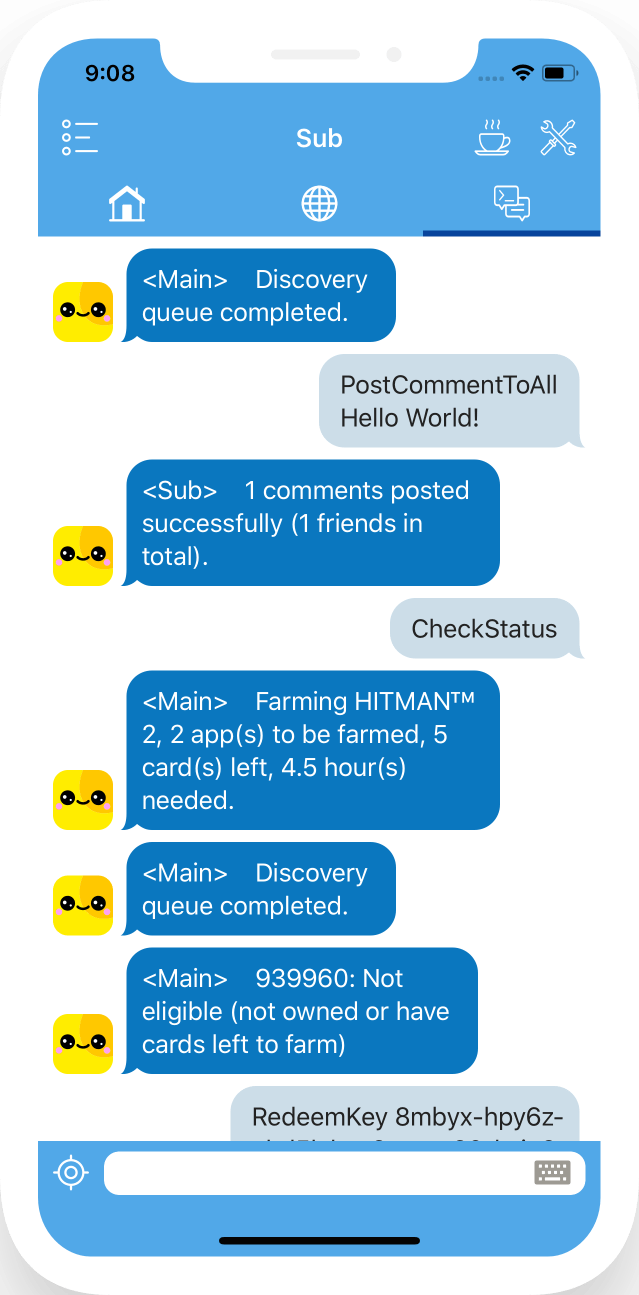 9:08
Sub
<Main> Discovery
queue completed.
PostCommentToAll
Hello World!
<Sub> 1 comments posted
successfully (1 friends in
total).
CheckStatus
<Main> Farming HITMAN™
2, 2 app(s) to be farmed, 5
card(s) left, 4.5 hour(s)
needed.
<Main> Discovery
queue completed.
<Main> 939960: Not
eligible (not owned or have
cards left to farm)
RedeemKey 8mbyx-hpy6z-